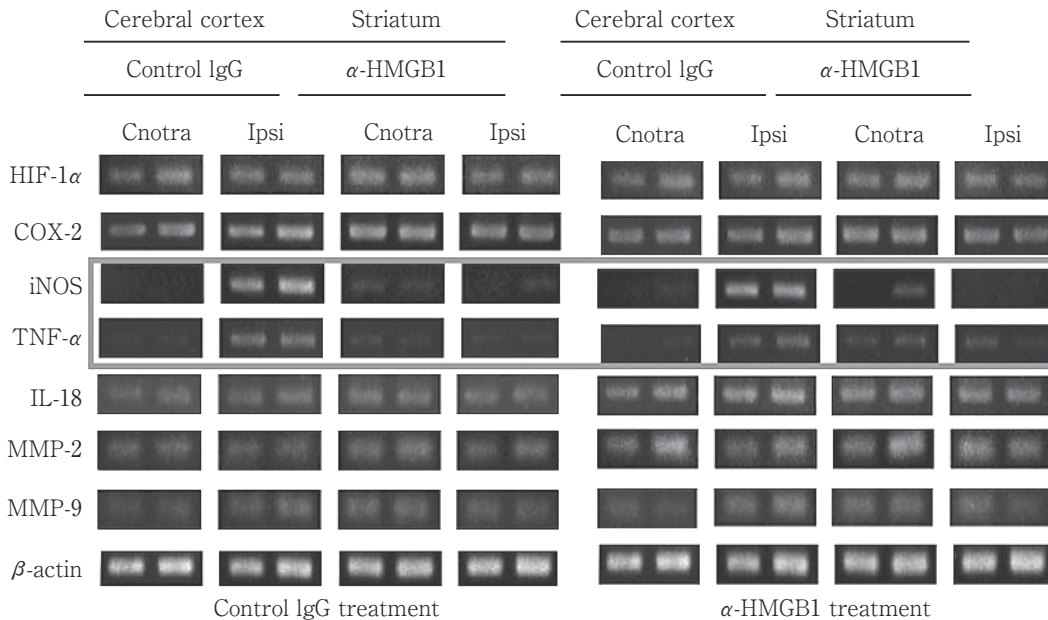 Cerebral cortex Striatum Cerebral cortex Striatum
Control lgG α-HMGB1 Control lgG α-HMGB1
Cnotra Ipsi Cnotra Ipsi Cnotra Ipsi Cnotra Ipsi
HIF-1α
COX-2
iNOS
TNF-α
IL-18
MMP-2
MMP-9
β-actin
Control lgG treatment α-HMGB1 treatment